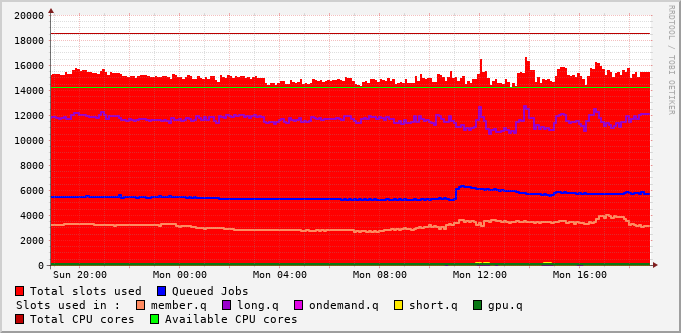 20000
18000
16000
14000
12000
10000
8000
6000
4000
2000
0
Sun 20:00 Mon 00:00 Mon 04:00 Mon 08:00 Mon 12:00 Mon 16:00
RRDTOOL / TOBI OETIKER
Total slots used Queued Jobs
Slots used in : member.q long.q ondemand.q short.q gpu.q
Total CPU cores Available CPU cores